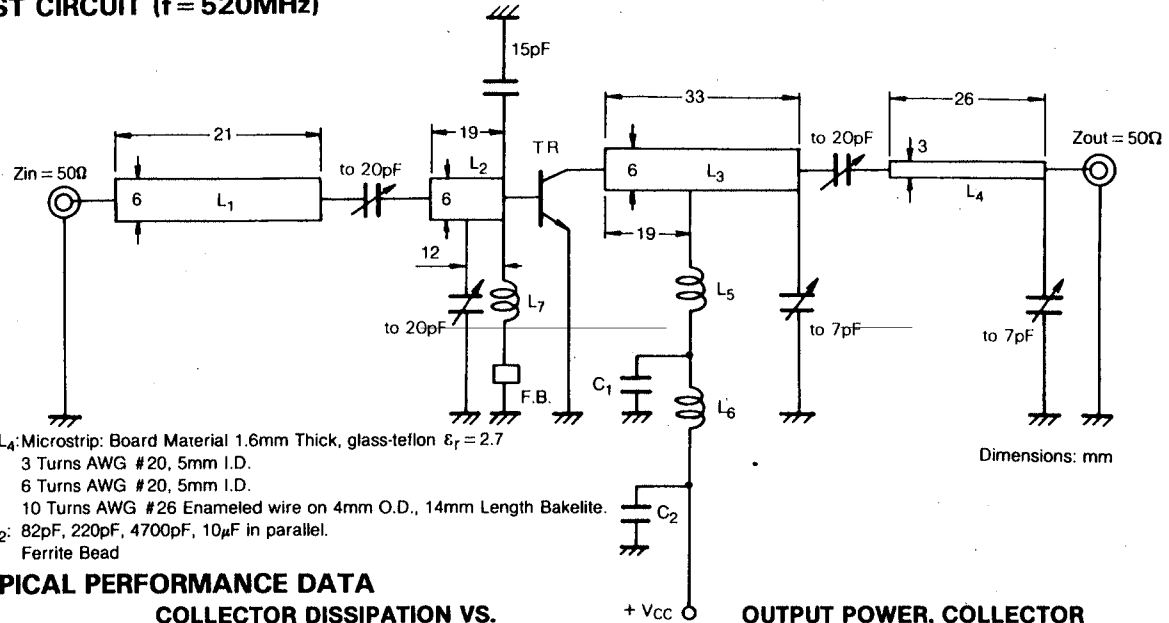 ST CIRCUIT (f = 520MHz)
15pF
33
26
21
19
TR
to 20pF
Zout = 50Ω
Zin = 50Ω
to 20pF
L2
3
6
L1
6
6
L3
L4
19
12
L7
L5
to 20pF
to 7pF
to 7pF
C1
F.B.
L6
L4: Microstrip: Board Material 1.6mm Thick, glass-teflon εr = 2.7
Dimensions: mm
3 Turns AWG #20, 5mm I.D.
6 Turns AWG #20, 5mm I.D.
10 Turns AWG #26 Enameled wire on 4mm O.D., 14mm Length Bakelite.
C2
2: 82pF, 220pF, 4700pF, 10μF in parallel.
Ferrite Bead
PICAL PERFORMANCE DATA
COLLECTOR DISSIPATION VS.
+ VCC
OUTPUT POWER, COLLECTOR